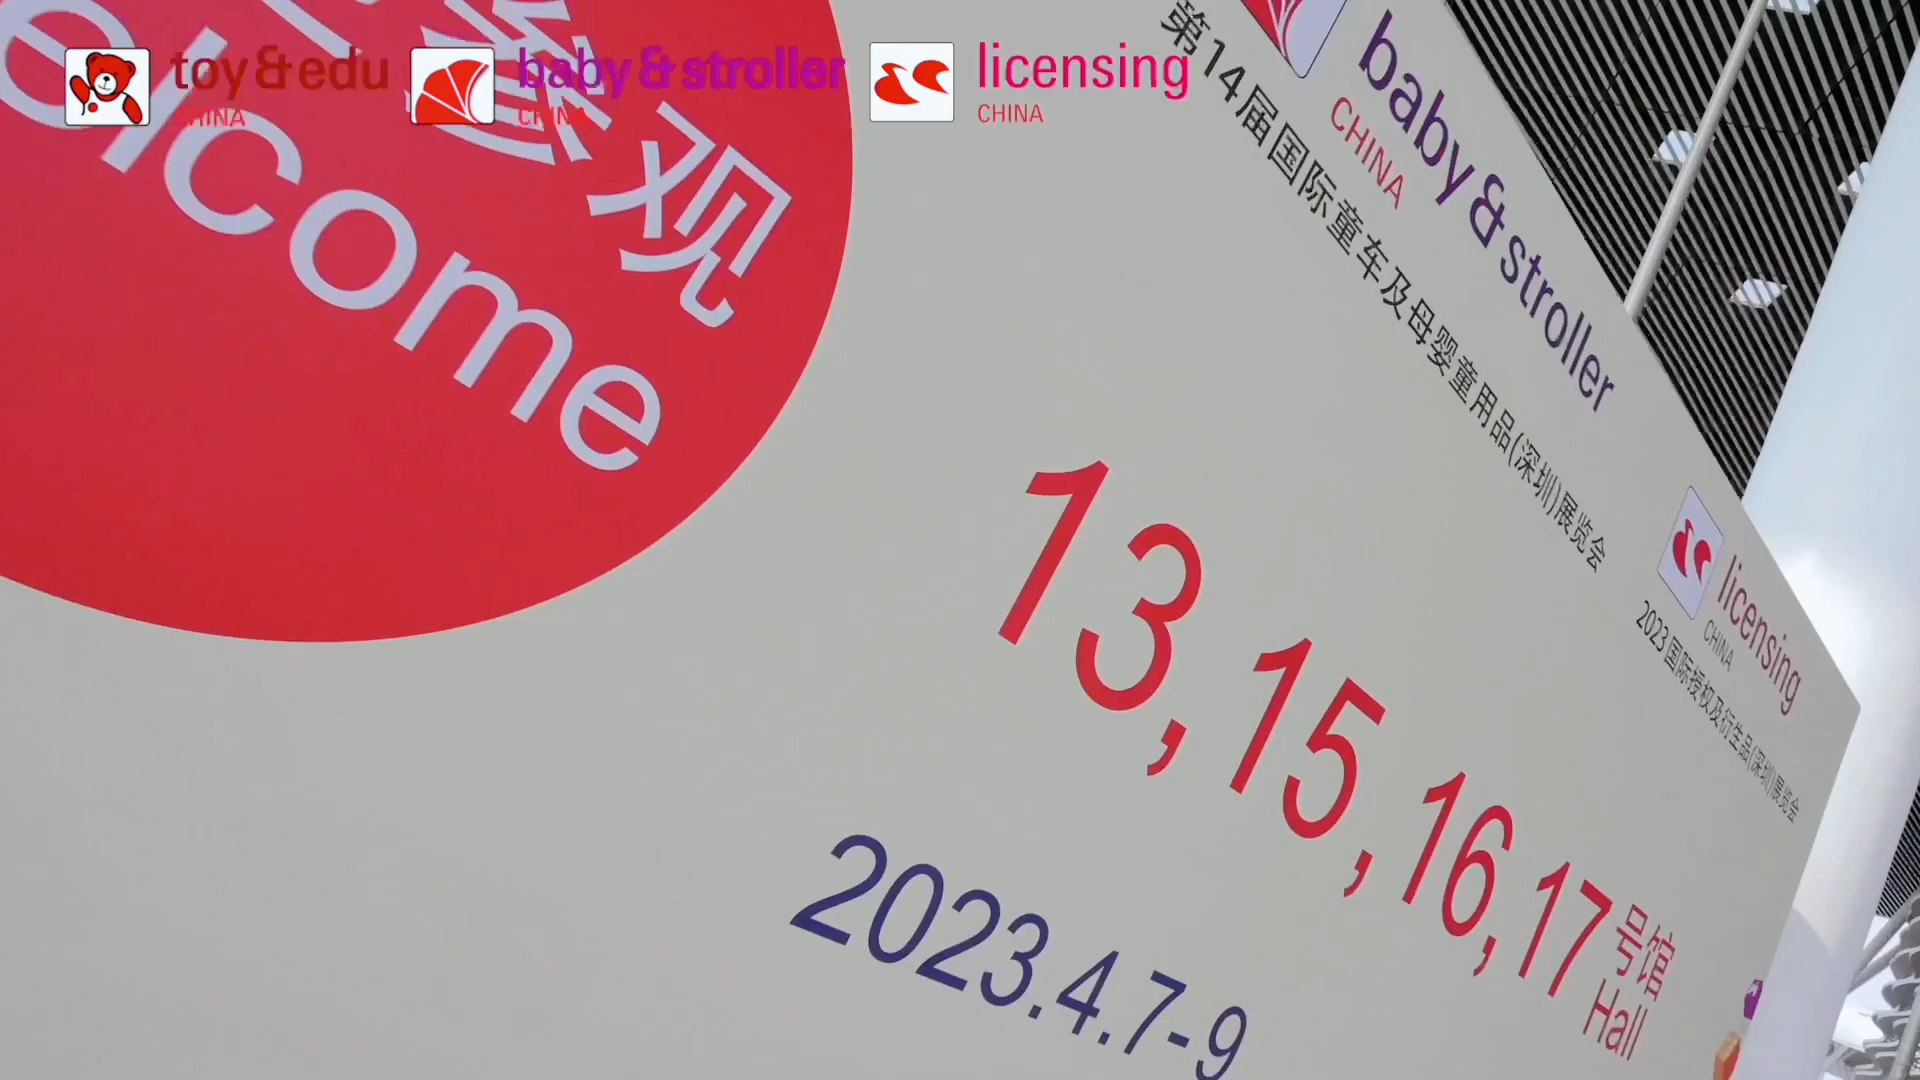 toy & edu
CHINA
baby & stroller
CHINA
licensing
CHINA
参观
elcome
baby & stroller
CHINA
第14届国际童车及母婴童用品(深圳)展览会
licensing
CHINA
2023国际授权及衍生品(深圳)展览会
13,15,16,17号馆
Hall
2023.4.7-9